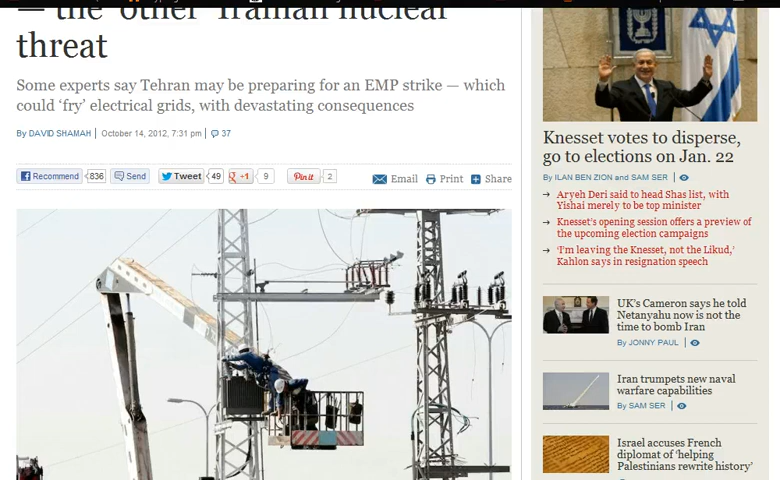 — the 'other' Iranian nuclear
threat
Some experts say Tehran may be preparing for an EMP strike — which
could 'fry' electrical grids, with devastating consequences
By DAVID SHAMAH | October 14, 2012, 7:31 pm | 37
Recommend 836 Send Tweet 49 +1 9 Pin it 2 Email Print Share
Knesset votes to disperse,
go to elections on Jan. 22
By ILAN BEN ZION and SAM SER |
Aryeh Deri said to head Shas list, with
Yishai merely to be top minister
Knesset's opening session offers a preview of
the upcoming election campaigns
'I'm leaving the Knesset, not the Likud,'
Kahlon says in resignation speech
UK's Cameron says he told
Netanyahu now is not the
time to bomb Iran
By JONNY PAUL |
Iran trumpets new naval
warfare capabilities
By SAM SER |
Israel accuses French
diplomat of 'helping
Palestinians rewrite history'